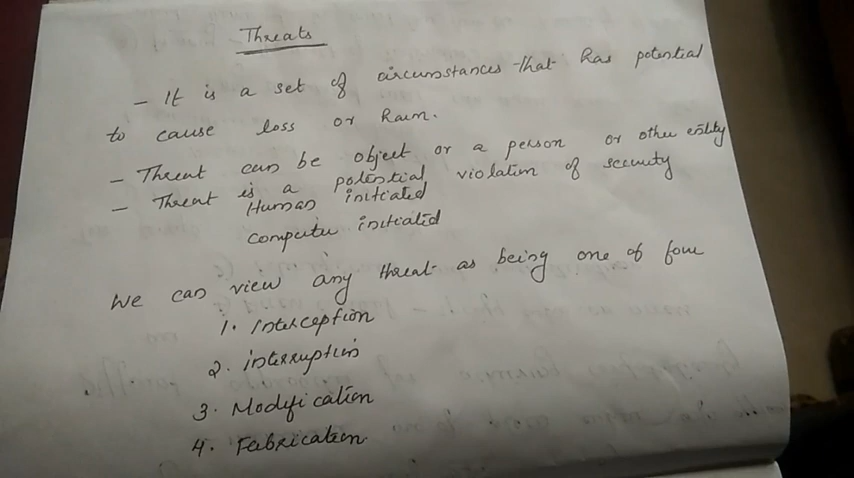 Threats
- It is a set of circumstances that has potential
to cause loss or harm.
- Threat can be object or a person or other entity
- Threat is a potential violation of security
Human initiated
computer initiated
We can view any threat as being one of four
1. Interception
2. interruption
3. Modification
4. Fabrication.